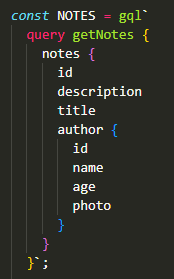 const NOTES = gql`
  query getNotes {
    notes {
      id
      description
      title
      author {
        id
        name
        age
        photo
      }
    }
  }`;